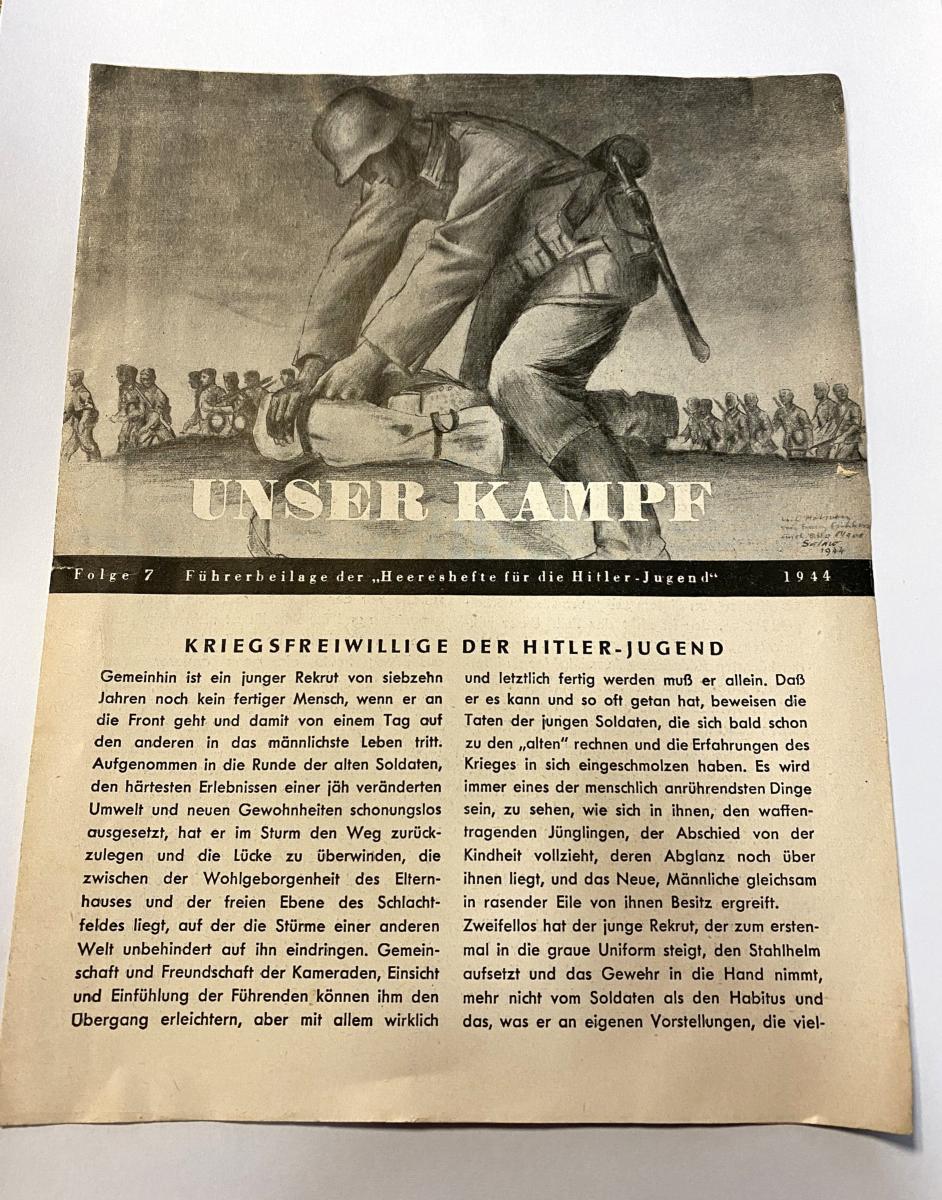 UNSER KAMPF
1944
Folge 7 Führerbeilage der „Heereshefte für die Hitler-Jugend“ 1944
KRIEGSFREIWILLIGE DER HITLER-JUGEND
Gemeinhin ist ein junger Rekrut von siebzehn
Jahren noch kein fertiger Mensch, wenn er an
die Front geht und damit von einem Tag auf
den anderen in das männlichste Leben tritt.
Aufgenommen in die Runde der alten Soldaten,
den härtesten Erlebnissen einer jäh veränderten
Umwelt und neuen Gewohnheiten schonungslos
ausgesetzt, hat er im Sturm den Weg zurück-
zulegen und die Lücke zu überwinden, die
zwischen der Wohlgeborgenheit des Eltern-
hauses und der freien Ebene des Schlacht-
feldes liegt, auf der die Stürme einer anderen
Welt unbehindert auf ihn eindringen. Gemein-
schaft und Freundschaft der Kameraden, Einsicht
und Einfühlung der Führenden können ihm den
Übergang erleichtern, aber mit allem wirklich
und letztlich fertig werden muß er allein. Daß
er es kann und so oft getan hat, beweisen die
Taten der jungen Soldaten, die sich bald schon
zu den „alten“ rechnen und die Erfahrungen des
Krieges in sich eingeschmolzen haben. Es wird
immer eines der menschlich anrührendsten Dinge
sein, zu sehen, wie sich in ihnen, den waffen-
tragenden Jünglingen, der Abschied von der
Kindheit vollzieht, deren Abglanz noch über
ihnen liegt, und das Neue, Männliche gleichsam
in rasender Eile von ihnen Besitz ergreift.
Zweifellos hat der junge Rekrut, der zum ersten-
mal in die graue Uniform steigt, den Stahlhelm
aufsetzt und das Gewehr in die Hand nimmt,
mehr nicht vom Soldaten als den Habitus und
das, was er an eigenen Vorstellungen, die viel-